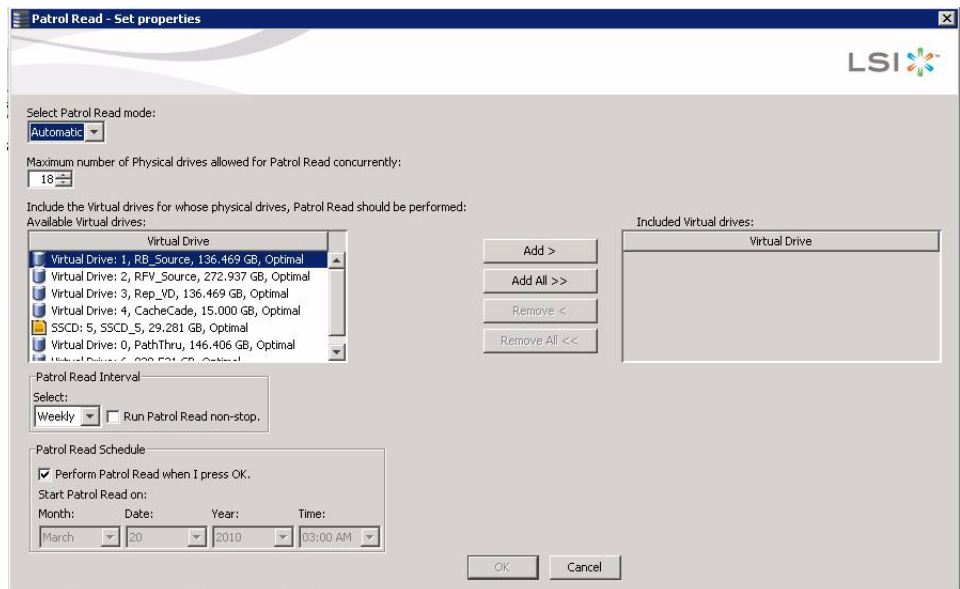 Patrol Read - Set properties
LSI
Select Patrol Read mode:
Automatic
Maximum number of Physical drives allowed for Patrol Read concurrently:
18
Include the Virtual drives for whose physical drives, Patrol Read should be performed:
Available Virtual drives:
Included Virtual drives:
Virtual Drive
Virtual Drive
Virtual Drive: 1, RB_Source, 136.469 GB, Optimal
Virtual Drive: 2, RFV_Source, 272.937 GB, Optimal
Virtual Drive: 3, Rep_VD, 136.469 GB, Optimal
Virtual Drive: 4, CacheCade, 15.000 GB, Optimal
SSCD: 5, SSCD_5, 29.281 GB, Optimal
Virtual Drive: 0, PathThru, 146.406 GB, Optimal
Add >
Add All >>
Remove <
Remove All <<
Patrol Read Interval
Select:
Weekly
Run Patrol Read non-stop.
Patrol Read Schedule
Perform Patrol Read when I press OK.
Start Patrol Read on:
Month: Date: Year: Time:
March 20 2010 03:00 AM
OK Cancel